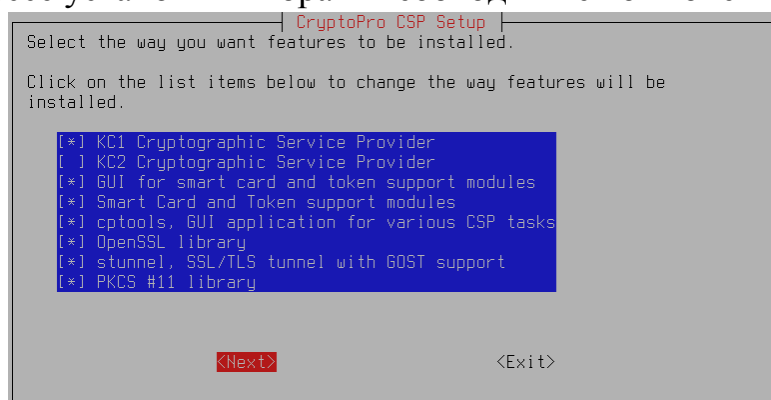 CryptoPro CSP Setup
Select the way you want features to be installed.
Click on the list items below to change the way features will be
installed.
[*] KC1 Cryptographic Service Provider
[ ] KC2 Cryptographic Service Provider
[*] GUI for smart card and token support modules
[*] Smart Card and Token support modules
[*] cptools, GUI application for various CSP tasks
[*] OpenSSL library
[*] stunnel, SSL/TLS tunnel with GOST support
[*] PKCS #11 library
<Next> <Exit>